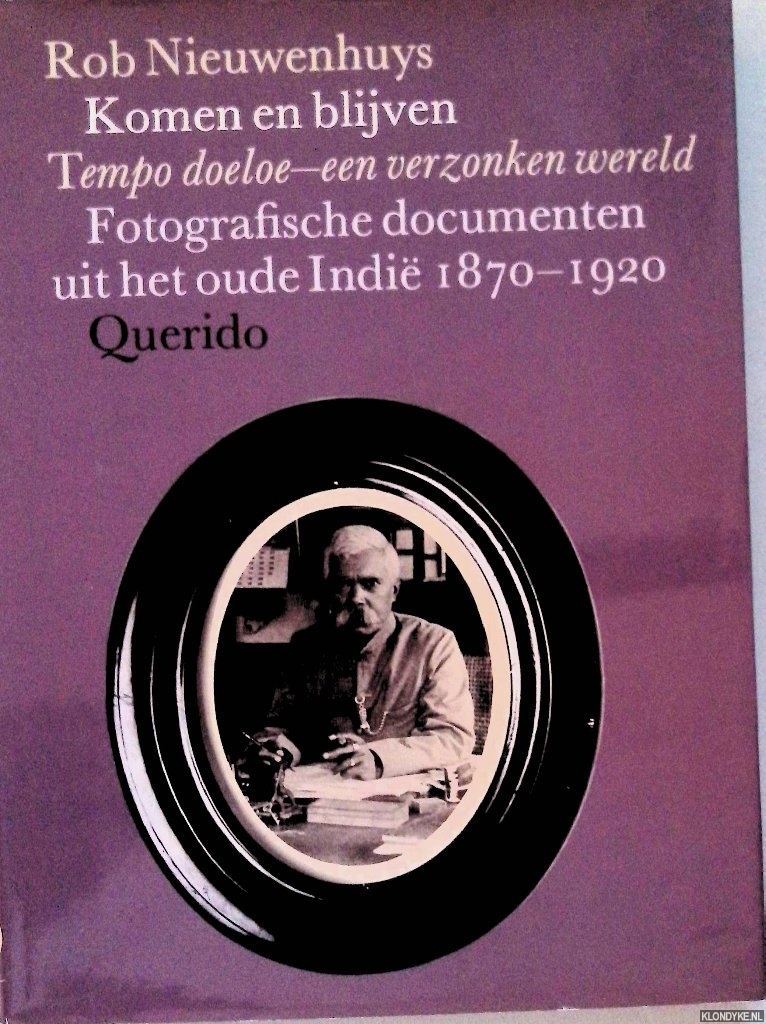 Rob Nieuwenhuys
Komen en blijven
Tempo doeloe—een verzonken wereld
Fotografische documenten
uit het oude Indië 1870–1920
Querido
KLONDYKE.NL